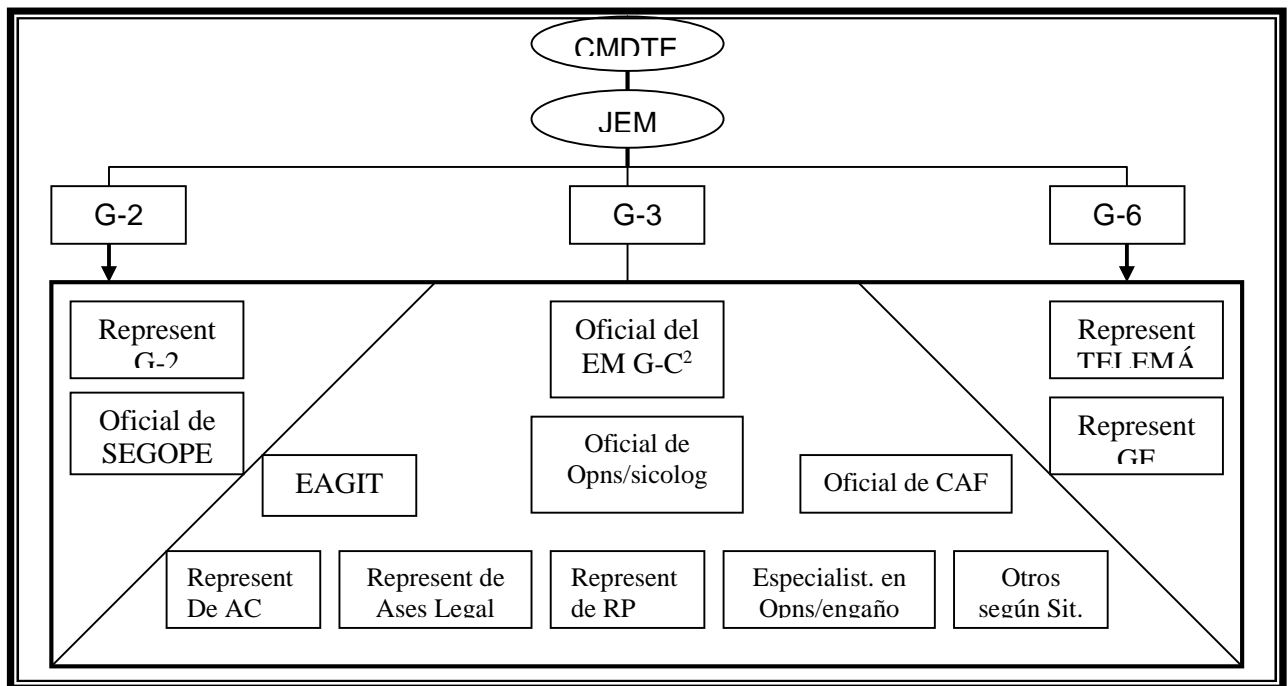 CMDTE
JEM
G-2
G-3
G-6
Represent
G-2
Oficial del
EM G-C²
Represent
TELEMÁ
Oficial de
SEGOPE
Oficial de
Opns/sicolog
Represent
EAGIT
Oficial de CAF
Represent
De AC
Represent de
Ases Legal
Represent
de RP
Especialist. en
Opns/engaño
Otros
según Sit.